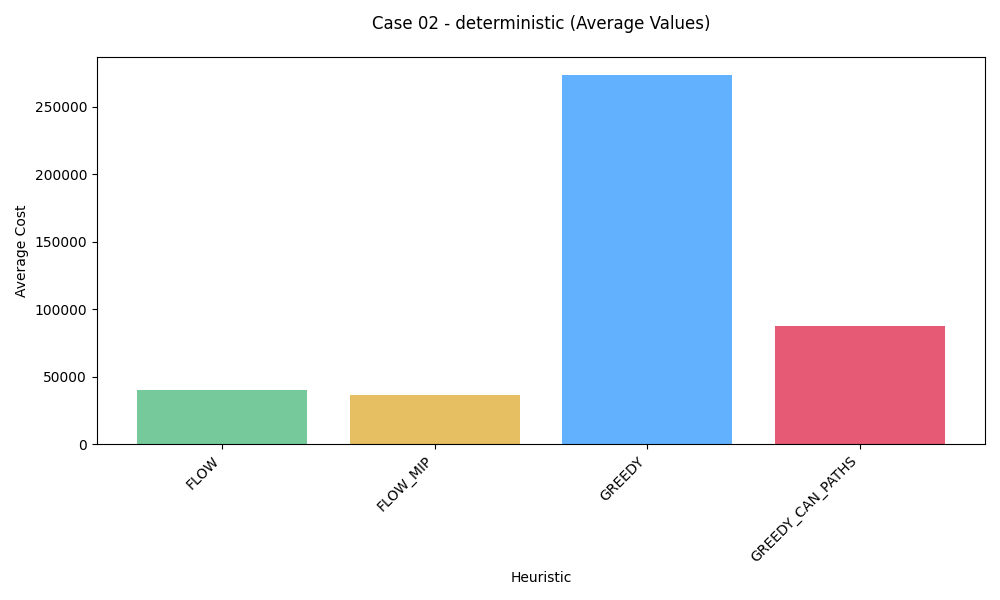 Case 02 - deterministic (Average Values)
Average Cost
250000
200000
150000
100000
50000
0
FLOW
FLOW_MIP
GREEDY
GREEDY_CAN_PATHS
Heuristic